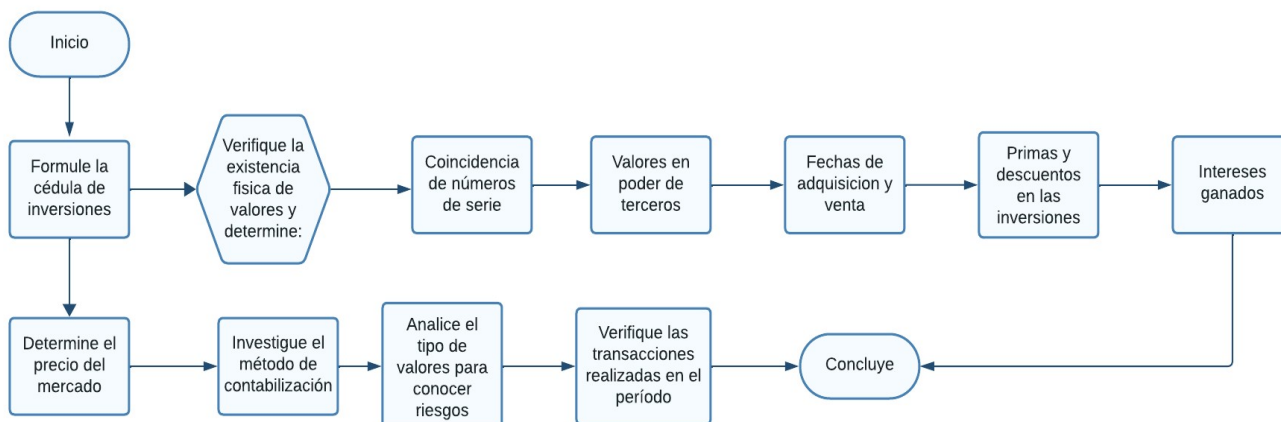 Inicio
Formule la
cédula de
inversiones
Verifique la
existencia
fisica de
valores y
determine:
Coincidencia
de números
de serie
Valores en
poder de
terceros
Fechas de
adquisicion y
venta
Primas y
descuentos
en las
inversiones
Intereses
ganados
Determine el
precio del
mercado
Investigue el
método de
contabilización
Analice el
tipo de
valores para
conocer
riesgos
Verifique las
transacciones
realizadas en el
período
Concluye